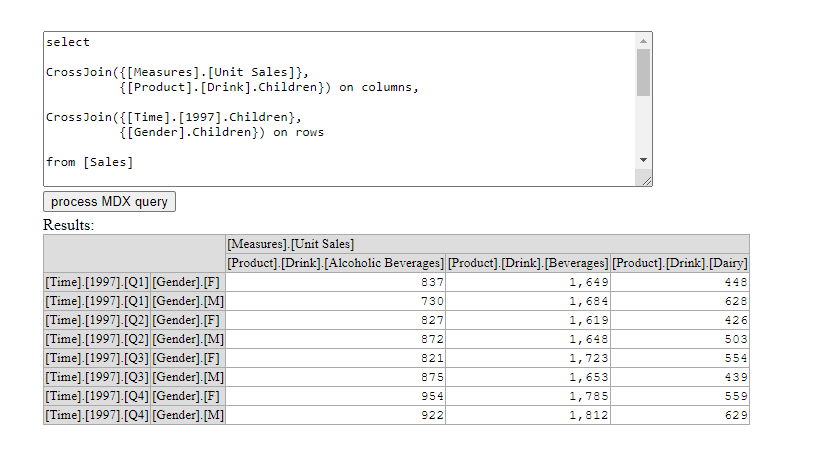 select
CrossJoin({[Measures].[Unit Sales]},
{[Product].[Drink].Children}) on columns,
CrossJoin({[Time].[1997].Children},
{[Gender].Children}) on rows
from [Sales]
process MDX query
Results:
[Measures].[Unit Sales]
[Product].[Drink].[Alcoholic Beverages] [Product].[Drink].[Beverages] [Product].[Drink].[Dairy]
[Time].[1997].[Q1] [Gender].[F] 837 1,649 448
[Time].[1997].[Q1] [Gender].[M] 730 1,684 628
[Time].[1997].[Q2] [Gender].[F] 827 1,619 426
[Time].[1997].[Q2] [Gender].[M] 872 1,648 503
[Time].[1997].[Q3] [Gender].[F] 821 1,723 554
[Time].[1997].[Q3] [Gender].[M] 875 1,653 439
[Time].[1997].[Q4] [Gender].[F] 954 1,785 559
[Time].[1997].[Q4] [Gender].[M] 922 1,812 629